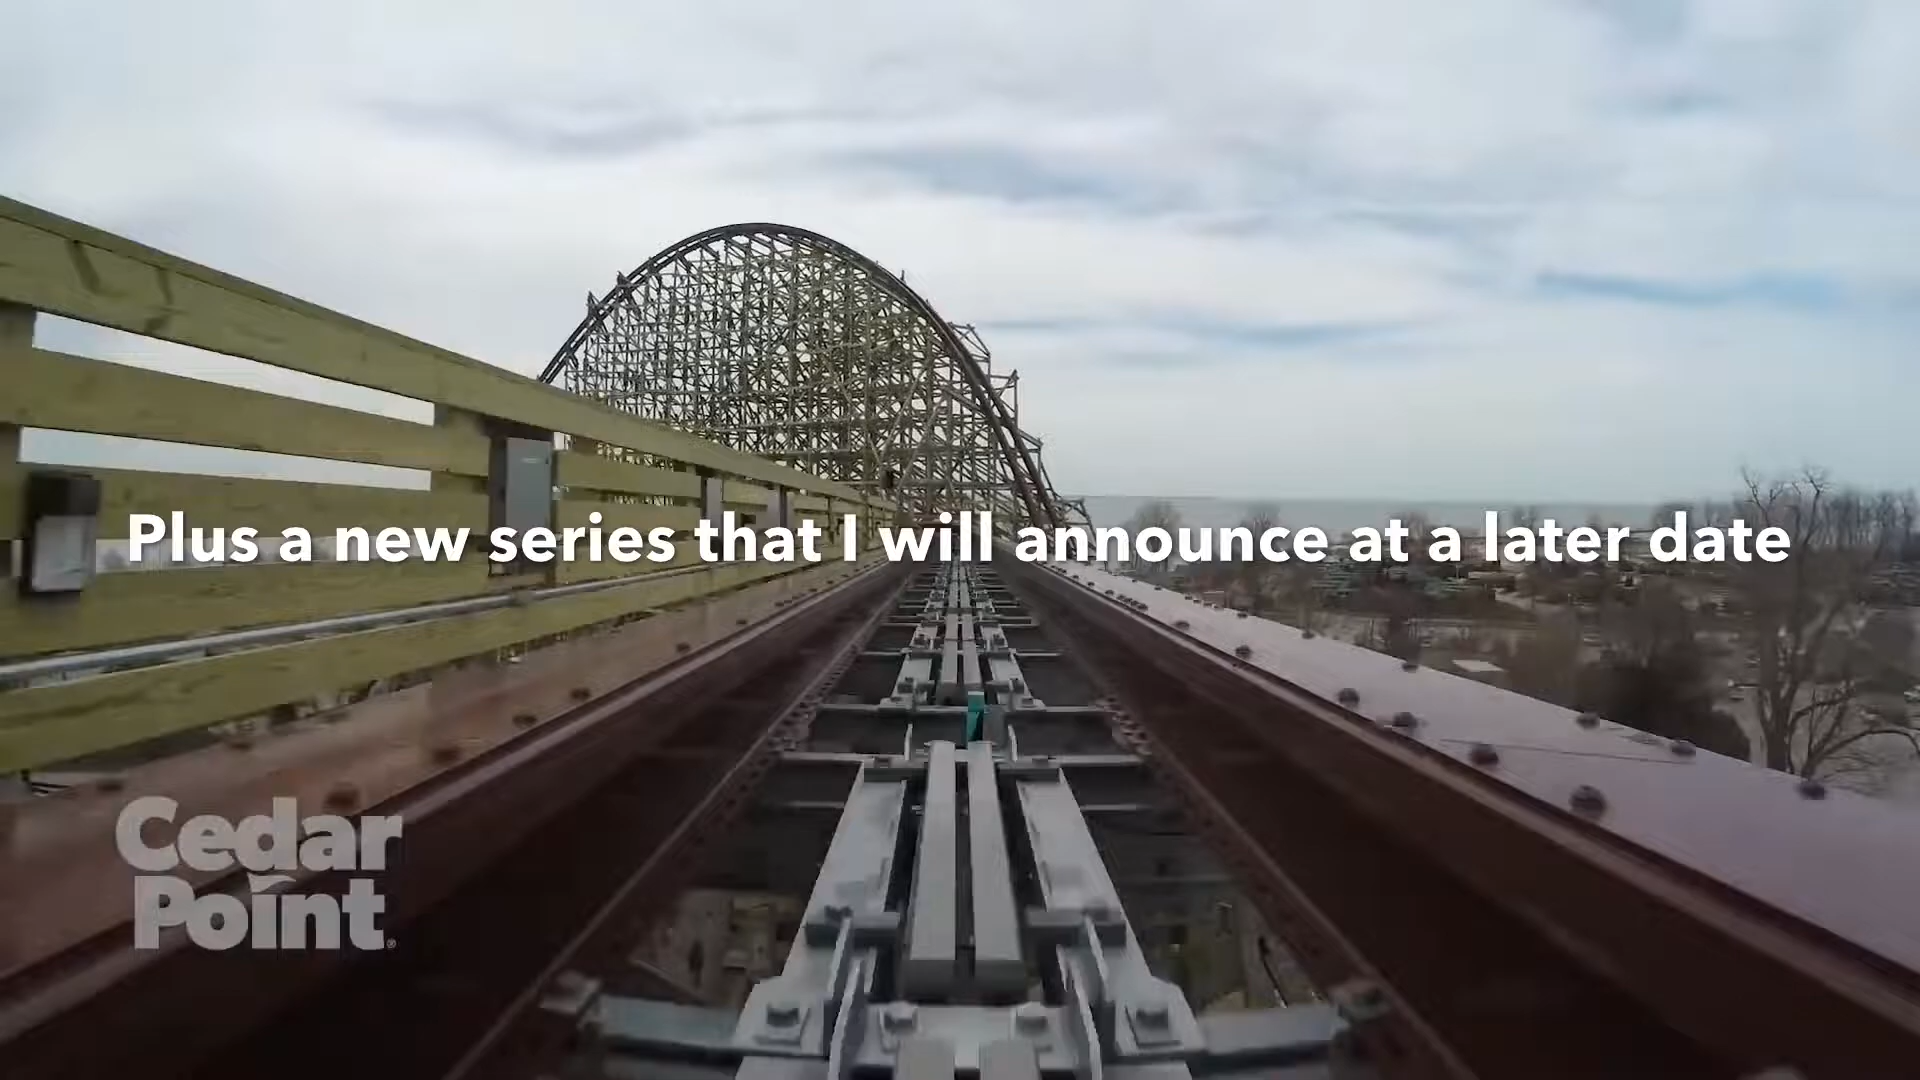 Plus a new series that I will announce at a later date
Cedar
Point®